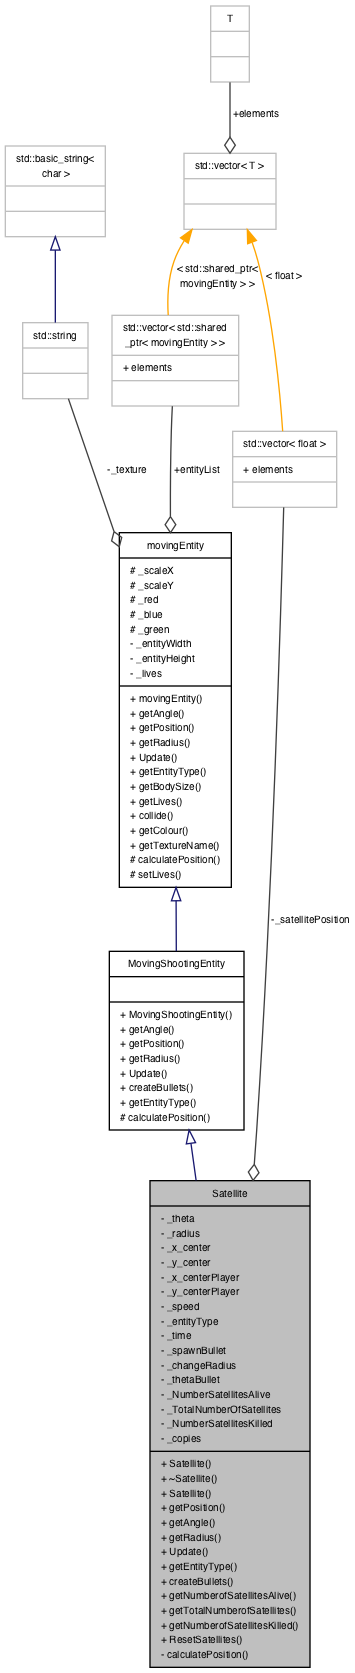 T
+elements
std::basic_string<
char >
std::vector< T >
< std::shared_ptr<
movingEntity > >
< float >
std::string
std::vector< std::shared
_ptr< movingEntity > >
+ elements
std::vector< float >
+ elements
-_texture
+entityList
movingEntity
# _scaleX
# _scaleY
# _red
# _blue
# _green
- _entityWidth
- _entityHeight
- _lives
+ movingEntity()
+ getAngle()
+ getPosition()
+ getRadius()
+ Update()
+ getEntityType()
+ getBodySize()
+ getLives()
+ collide()
+ getColour()
+ getTextureName()
# calculatePosition()
# setLives()
-_satellitePosition
MovingShootingEntity
+ MovingShootingEntity()
+ getAngle()
+ getPosition()
+ getRadius()
+ Update()
+ createBullets()
+ getEntityType()
# calculatePosition()
Satellite
- _theta
- _radius
- _x_center
- _y_center
- _x_centerPlayer
- _y_centerPlayer
- _speed
- _entityType
- _time
- _spawnBullet
- _changeRadius
- _thetaBullet
- _NumberSatellitesAlive
- _TotalNumberOfSatellites
- _NumberSatellitesKilled
- _copies
+ Satellite()
+ ~Satellite()
+ Satellite()
+ getPosition()
+ getAngle()
+ getRadius()
+ Update()
+ getEntityType()
+ createBullets()
+ getNumberofSatellitesAlive()
+ getTotalNumberofSatellites()
+ getNumberofSatellitesKilled()
+ ResetSatellites()
- calculatePosition()